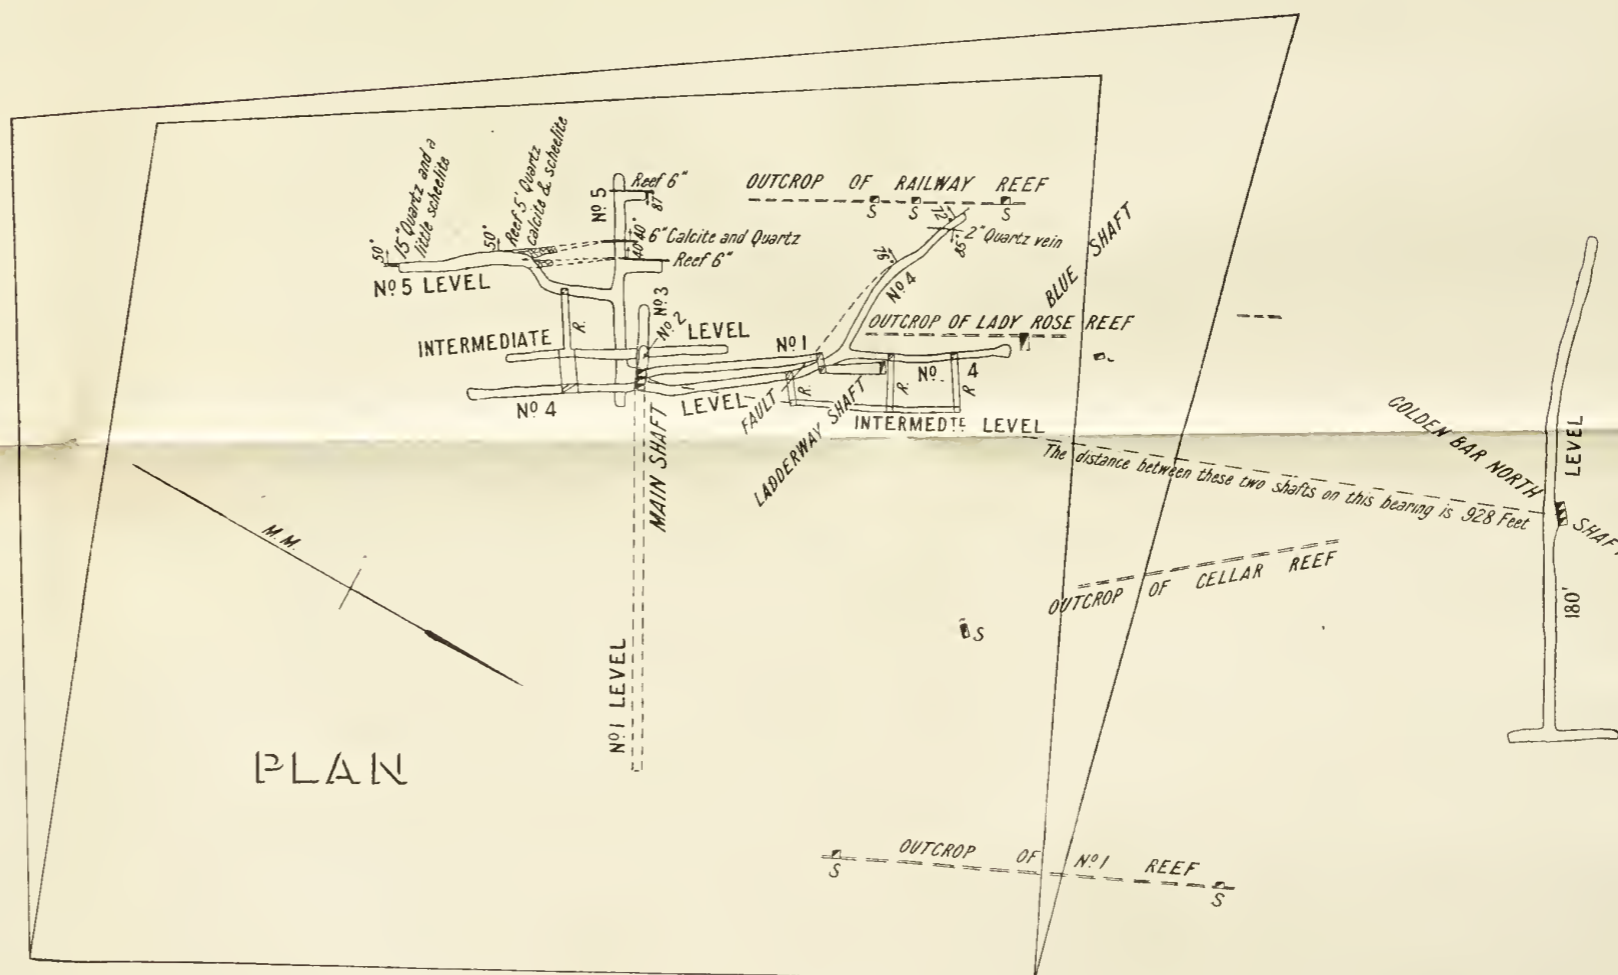 15" Quartz and a
little scheelite
50°
50°
Reef 5' Quartz
calcite & scheelite
Nº 5
Reef 6"
87°
40°
40°
6" Calcite and Quartz
Reef 6"
Nº 5 LEVEL
OUTCROP OF RAILWAY REEF
S
S
S
72°
85°
2" Quartz vein
76°
Nº 4
BLUE SHAFT
Nº 3
Nº 2
R.
INTERMEDIATE LEVEL
Nº 1
OUTCROP OF LADY ROSE REEF
Nº 4 LEVEL
Nº 4
R.
R.
R.
FAULT
LADDERWAY SHAFT
INTERMEDTE LEVEL
MAIN SHAFT
The distance between these two shafts on this bearing is 928 Feet
GOLDEN BAR NORTH
SHAFT
180' LEVEL
OUTCROP OF CELLAR REEF
S
M.M.
Nº 1 LEVEL
PLAN
OUTCROP OF Nº 1 REEF
S
S